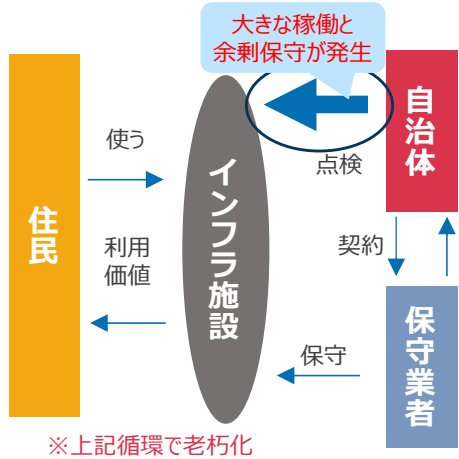 大きな稼働と
余剰保守が発生
自治体
点検
使う
インフラ施設
住民
利用
価値
契約
保守業者
保守
※上記循環で老朽化